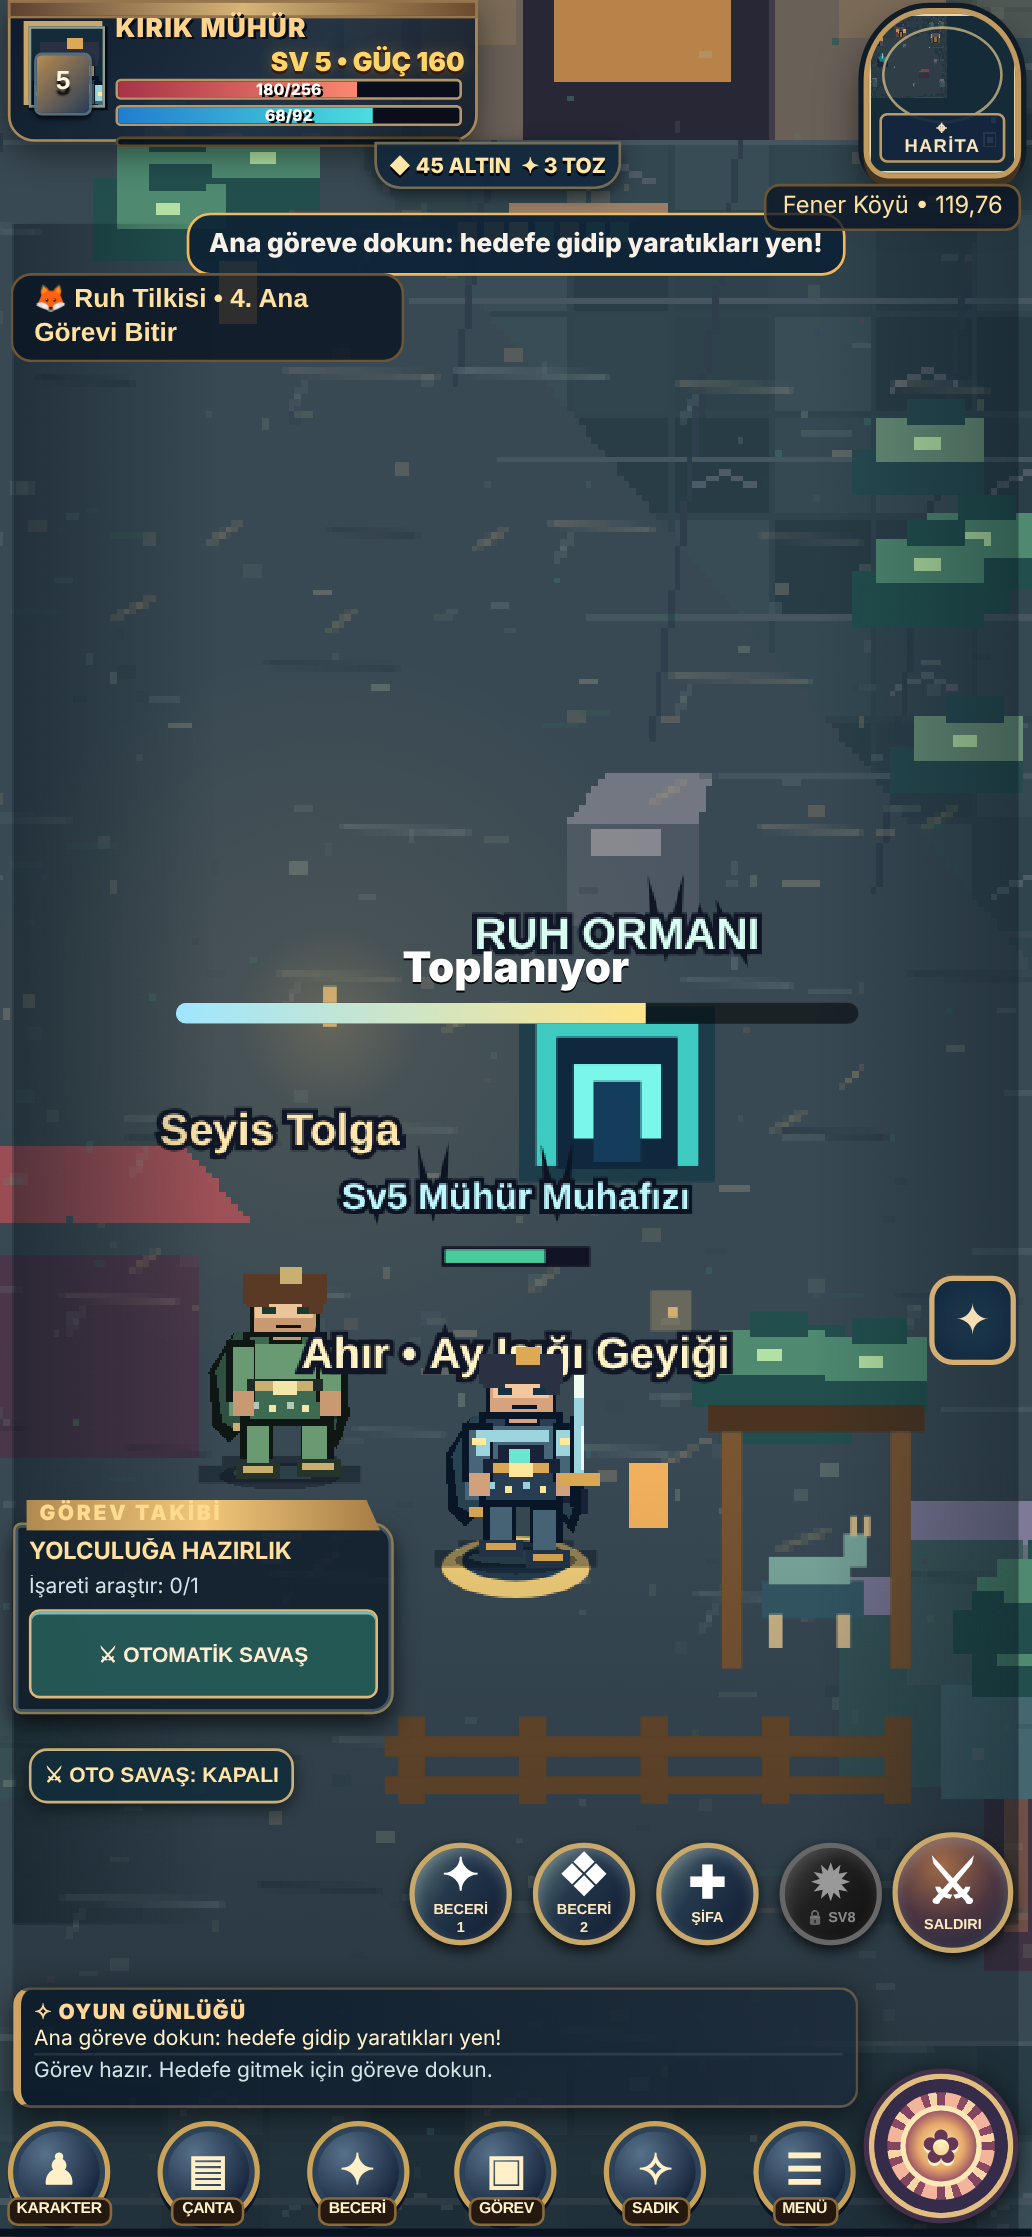 KIRIK MÜHÜR
SV 5 • GÜÇ 160
5
180/256
68/92
◆ 45 ALTIN ✦ 3 TOZ
HARİTA
Fener Köyü • 119,76
Ana göreve dokun: hedefe gidip yaratıkları yen!
🦊 Ruh Tilkisi • 4. Ana
Görevi Bitir
RUH ORMANI
Toplanıyor
Seyis Tolga
Sv5 Mühür Muhafızı
Ahır • Ay Işığı Geyiği
GÖREV TAKİBİ
YOLCULUĞA HAZIRLIK
İşareti araştır: 0/1
⚔ OTOMATİK SAVAŞ
⚔ OTO SAVAŞ: KAPALI
BECERİ
1
BECERİ
2
ŞİFA
🔒 SV8
SALDIRI
✧ OYUN GÜNLÜĞÜ
Ana göreve dokun: hedefe gidip yaratıkları yen!
Görev hazır. Hedefe gitmek için göreve dokun.
KARAKTER
ÇANTA
BECERİ
GÖREV
SADIK
MENÜ